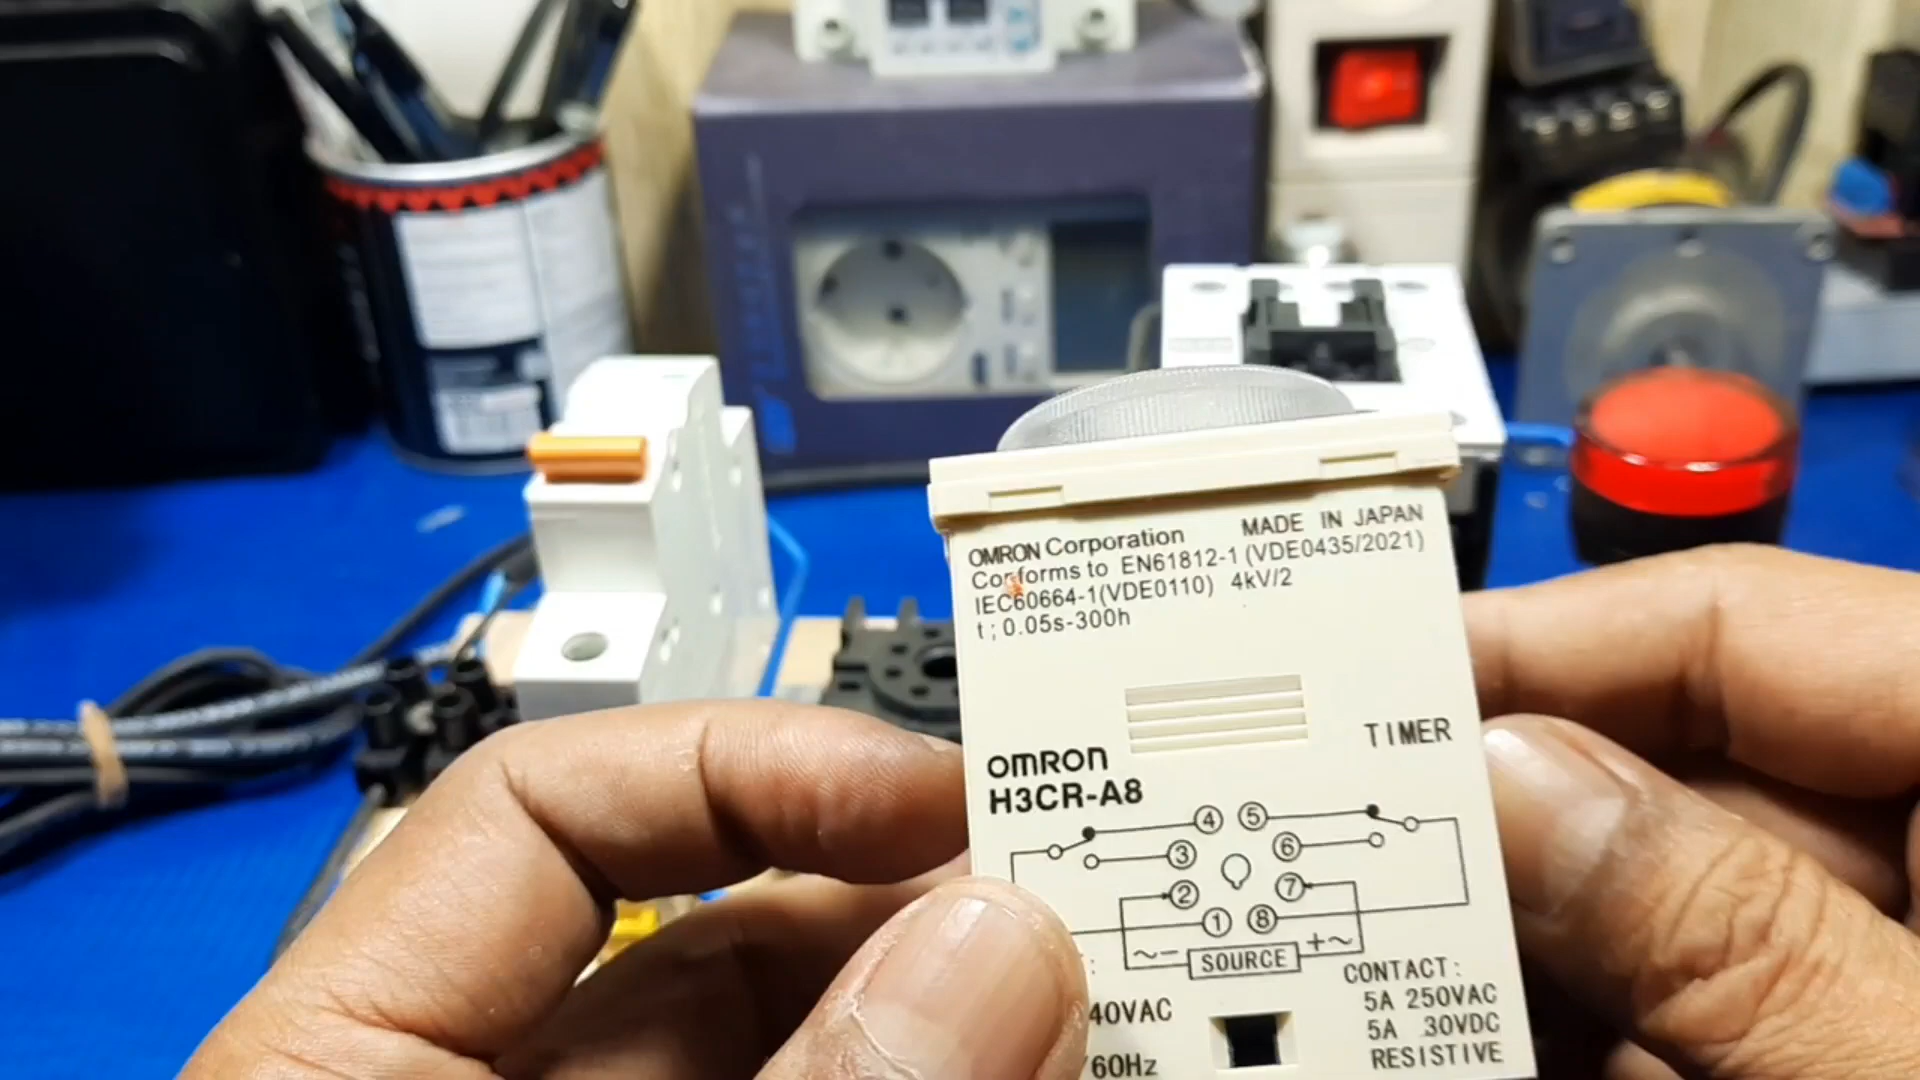 OMRON Corporation MADE IN JAPAN
Conforms to EN61812-1 (VDE0435/2021)
IEC60664-1(VDE0110) 4kV/2
t ; 0.05s-300h
TIMER
OMRON
H3CR-A8
4 5
3 6
2 7
1 8
~− SOURCE +~
CONTACT:
40VAC 5A 250VAC
5A 30VDC
/60Hz RESISTIVE